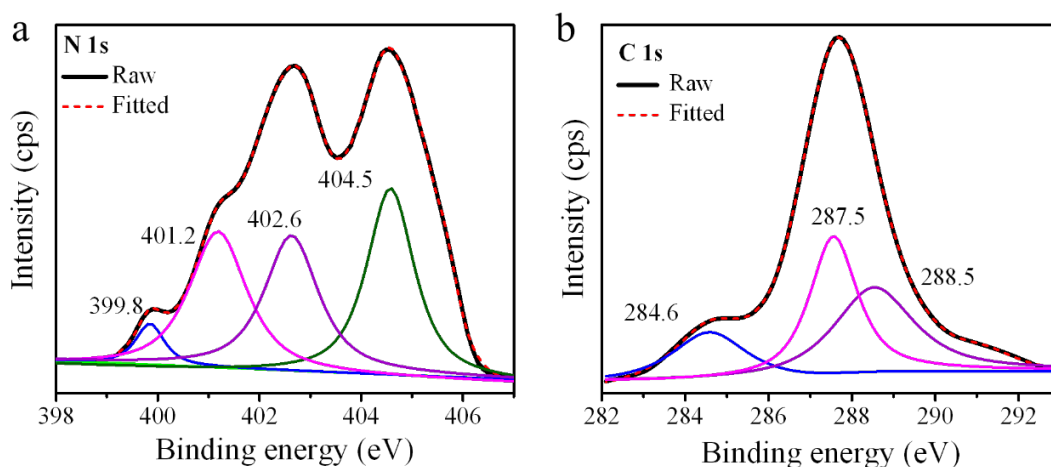 a
N 1s
Raw
Fitted
399.8
401.2
402.6
404.5
Intensity (cps)
398 400 402 404 406
Binding energy (eV)
b
C 1s
Raw
Fitted
284.6
287.5
288.5
Intensity (cps)
282 284 286 288 290 292
Binding energy (eV)